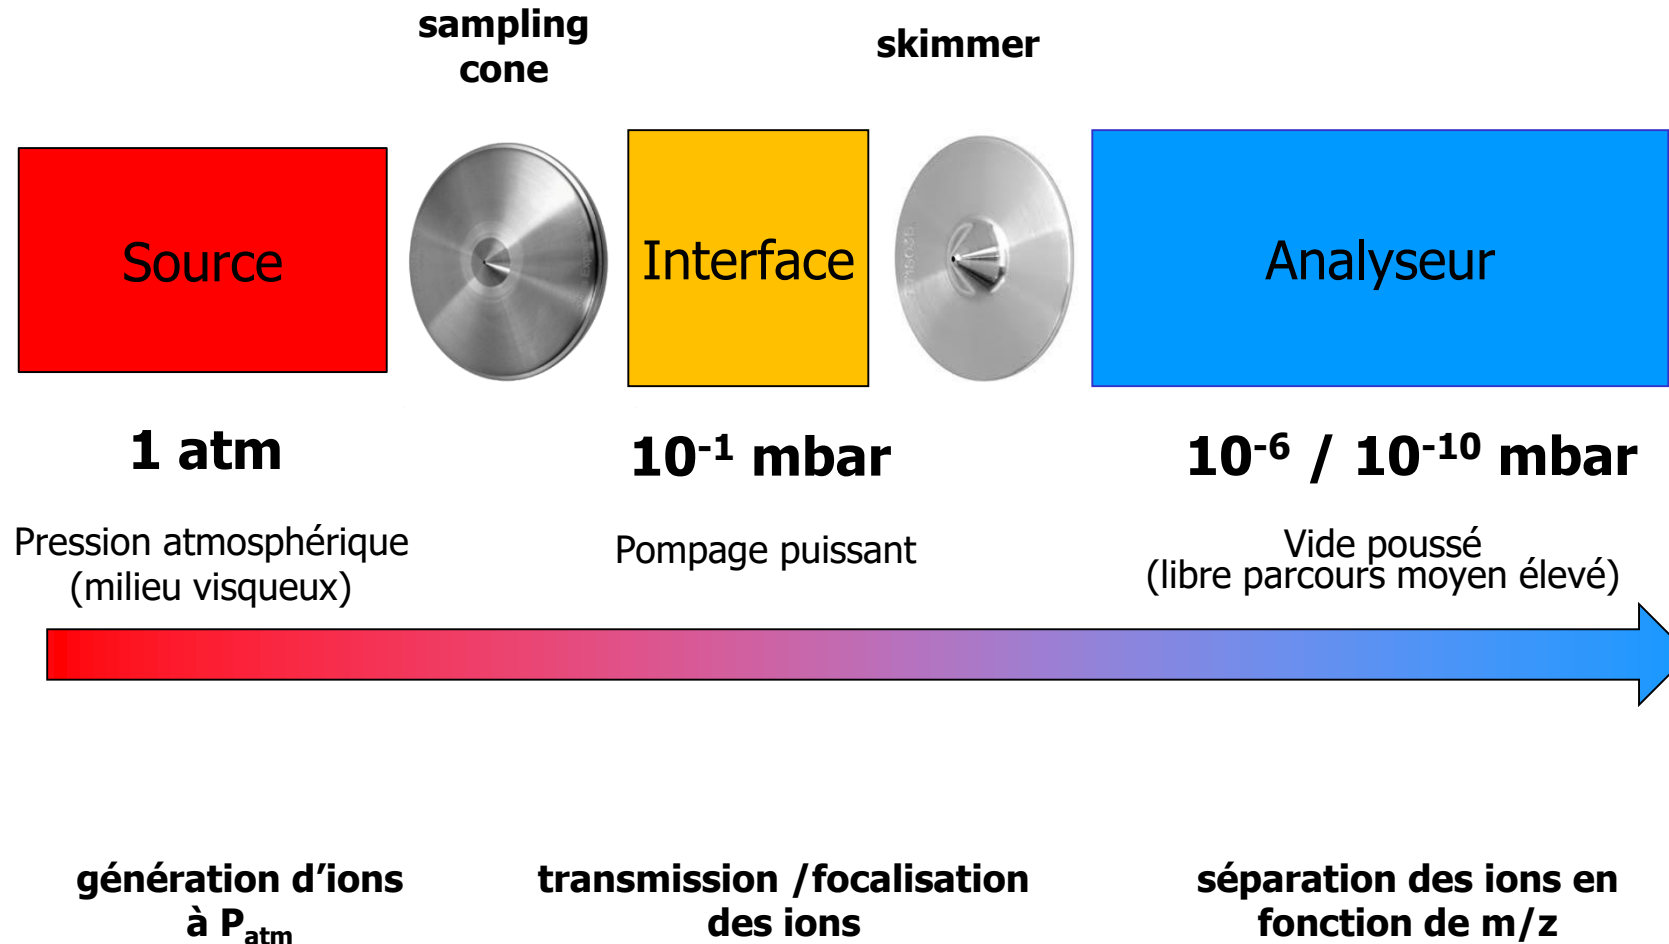 sampling
cone
skimmer
Source
Interface
Analyseur
1 atm
10⁻¹ mbar
10⁻⁶ / 10⁻¹⁰ mbar
Pression atmosphérique
(milieu visqueux)
Pompage puissant
Vide poussé
(libre parcours moyen élevé)
génération d’ions
à Pₐₜₘ
transmission /focalisation
des ions
séparation des ions en
fonction de m/z